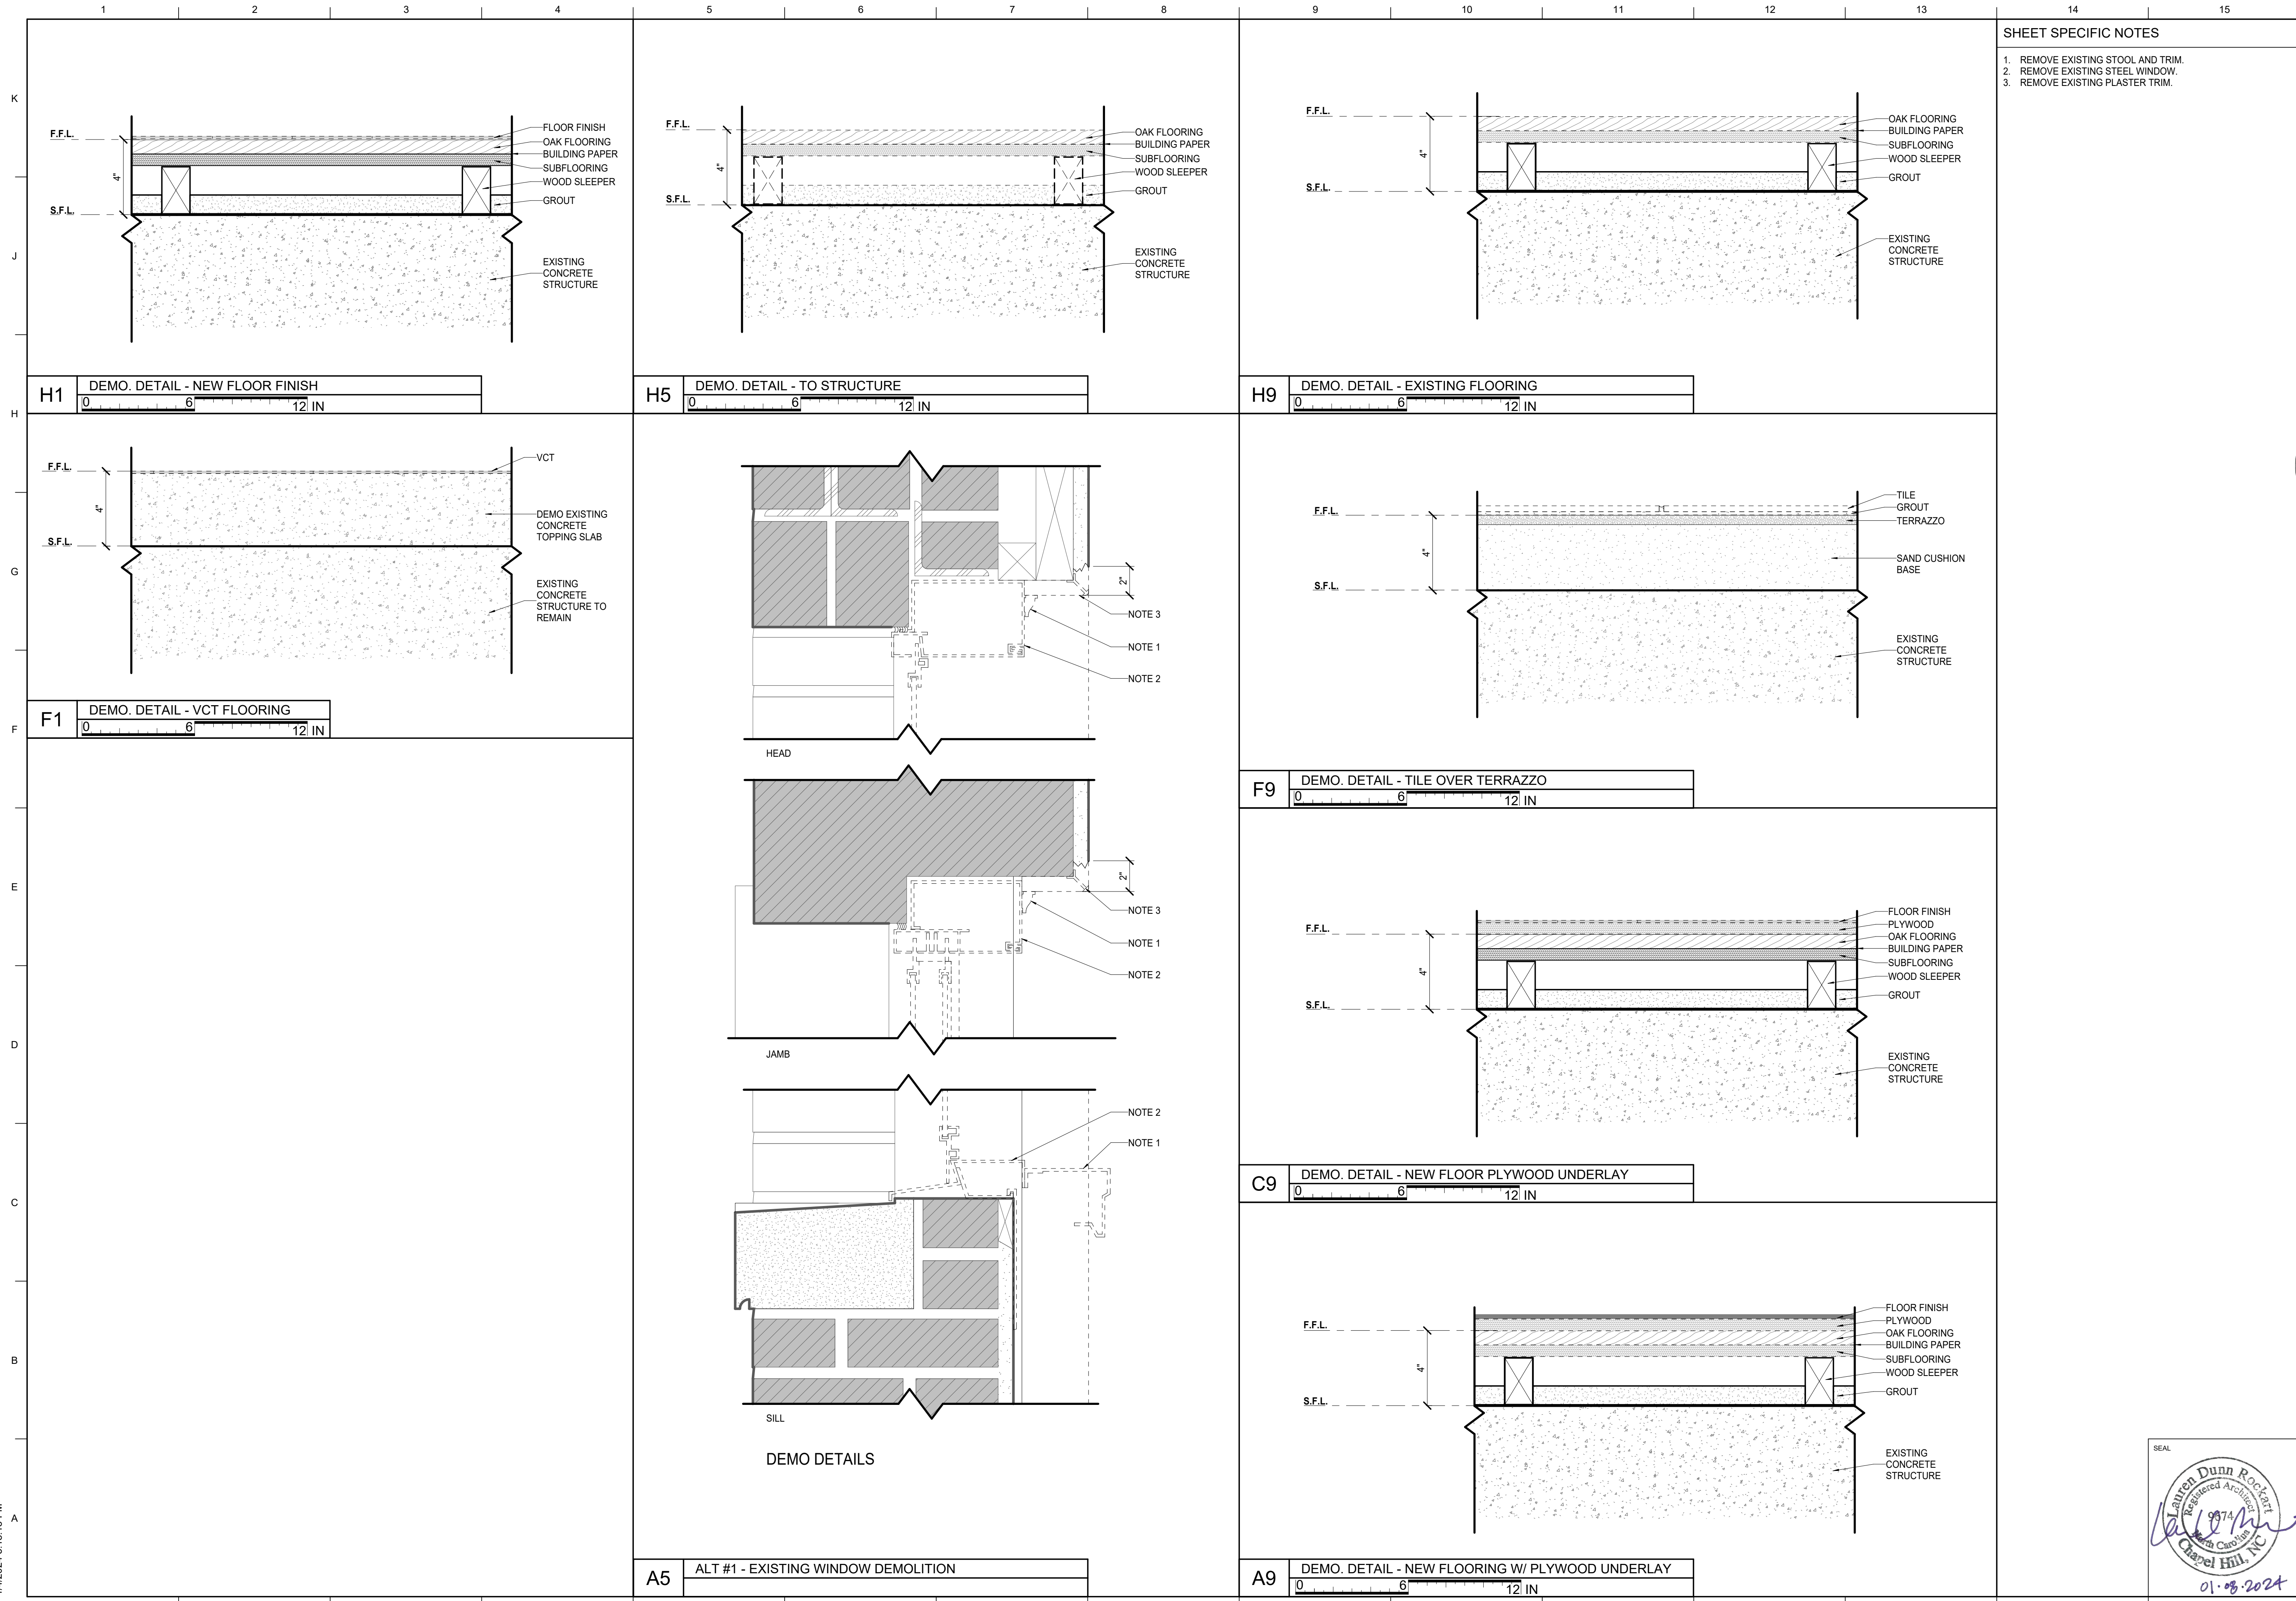 1 2 3 4 5 6 7 8 9 10 11 12 13 14 15
K
J
H
G
F
E
D
C
B
A
F.F.L.
4"
S.F.L.
FLOOR FINISH
OAK FLOORING
BUILDING PAPER
SUBFLOORING
WOOD SLEEPER
GROUT
EXISTING
CONCRETE
STRUCTURE
H1 DEMO. DETAIL - NEW FLOOR FINISH
0 6 12 IN
F.F.L.
4"
S.F.L.
OAK FLOORING
BUILDING PAPER
SUBFLOORING
WOOD SLEEPER
GROUT
EXISTING
CONCRETE
STRUCTURE
H5 DEMO. DETAIL - TO STRUCTURE
0 6 12 IN
F.F.L.
4"
S.F.L.
OAK FLOORING
BUILDING PAPER
SUBFLOORING
WOOD SLEEPER
GROUT
EXISTING
CONCRETE
STRUCTURE
H9 DEMO. DETAIL - EXISTING FLOORING
0 6 12 IN
SHEET SPECIFIC NOTES
1. REMOVE EXISTING STOOL AND TRIM.
2. REMOVE EXISTING STEEL WINDOW.
3. REMOVE EXISTING PLASTER TRIM.
F.F.L.
4"
S.F.L.
VCT
DEMO EXISTING
CONCRETE
TOPPING SLAB
EXISTING
CONCRETE
STRUCTURE TO
REMAIN
F1 DEMO. DETAIL - VCT FLOORING
0 6 12 IN
2"
NOTE 3
NOTE 1
NOTE 2
HEAD
2"
NOTE 3
NOTE 1
NOTE 2
JAMB
NOTE 2
NOTE 1
SILL
DEMO DETAILS
A5 ALT #1 - EXISTING WINDOW DEMOLITION
F.F.L.
4"
S.F.L.
TILE
GROUT
TERRAZZO
SAND CUSHION
BASE
EXISTING
CONCRETE
STRUCTURE
F9 DEMO. DETAIL - TILE OVER TERRAZZO
0 6 12 IN
F.F.L.
4"
S.F.L.
FLOOR FINISH
PLYWOOD
OAK FLOORING
BUILDING PAPER
SUBFLOORING
WOOD SLEEPER
GROUT
EXISTING
CONCRETE
STRUCTURE
C9 DEMO. DETAIL - NEW FLOOR PLYWOOD UNDERLAY
0 6 12 IN
F.F.L.
4"
S.F.L.
FLOOR FINISH
PLYWOOD
OAK FLOORING
BUILDING PAPER
SUBFLOORING
WOOD SLEEPER
GROUT
EXISTING
CONCRETE
STRUCTURE
A9 DEMO. DETAIL - NEW FLOORING W/ PLYWOOD UNDERLAY
0 6 12 IN
SEAL
Lauren Dunn Rockart
Registered Architect
9674
North Carolina
Chapel Hill, NC
01.08.2024